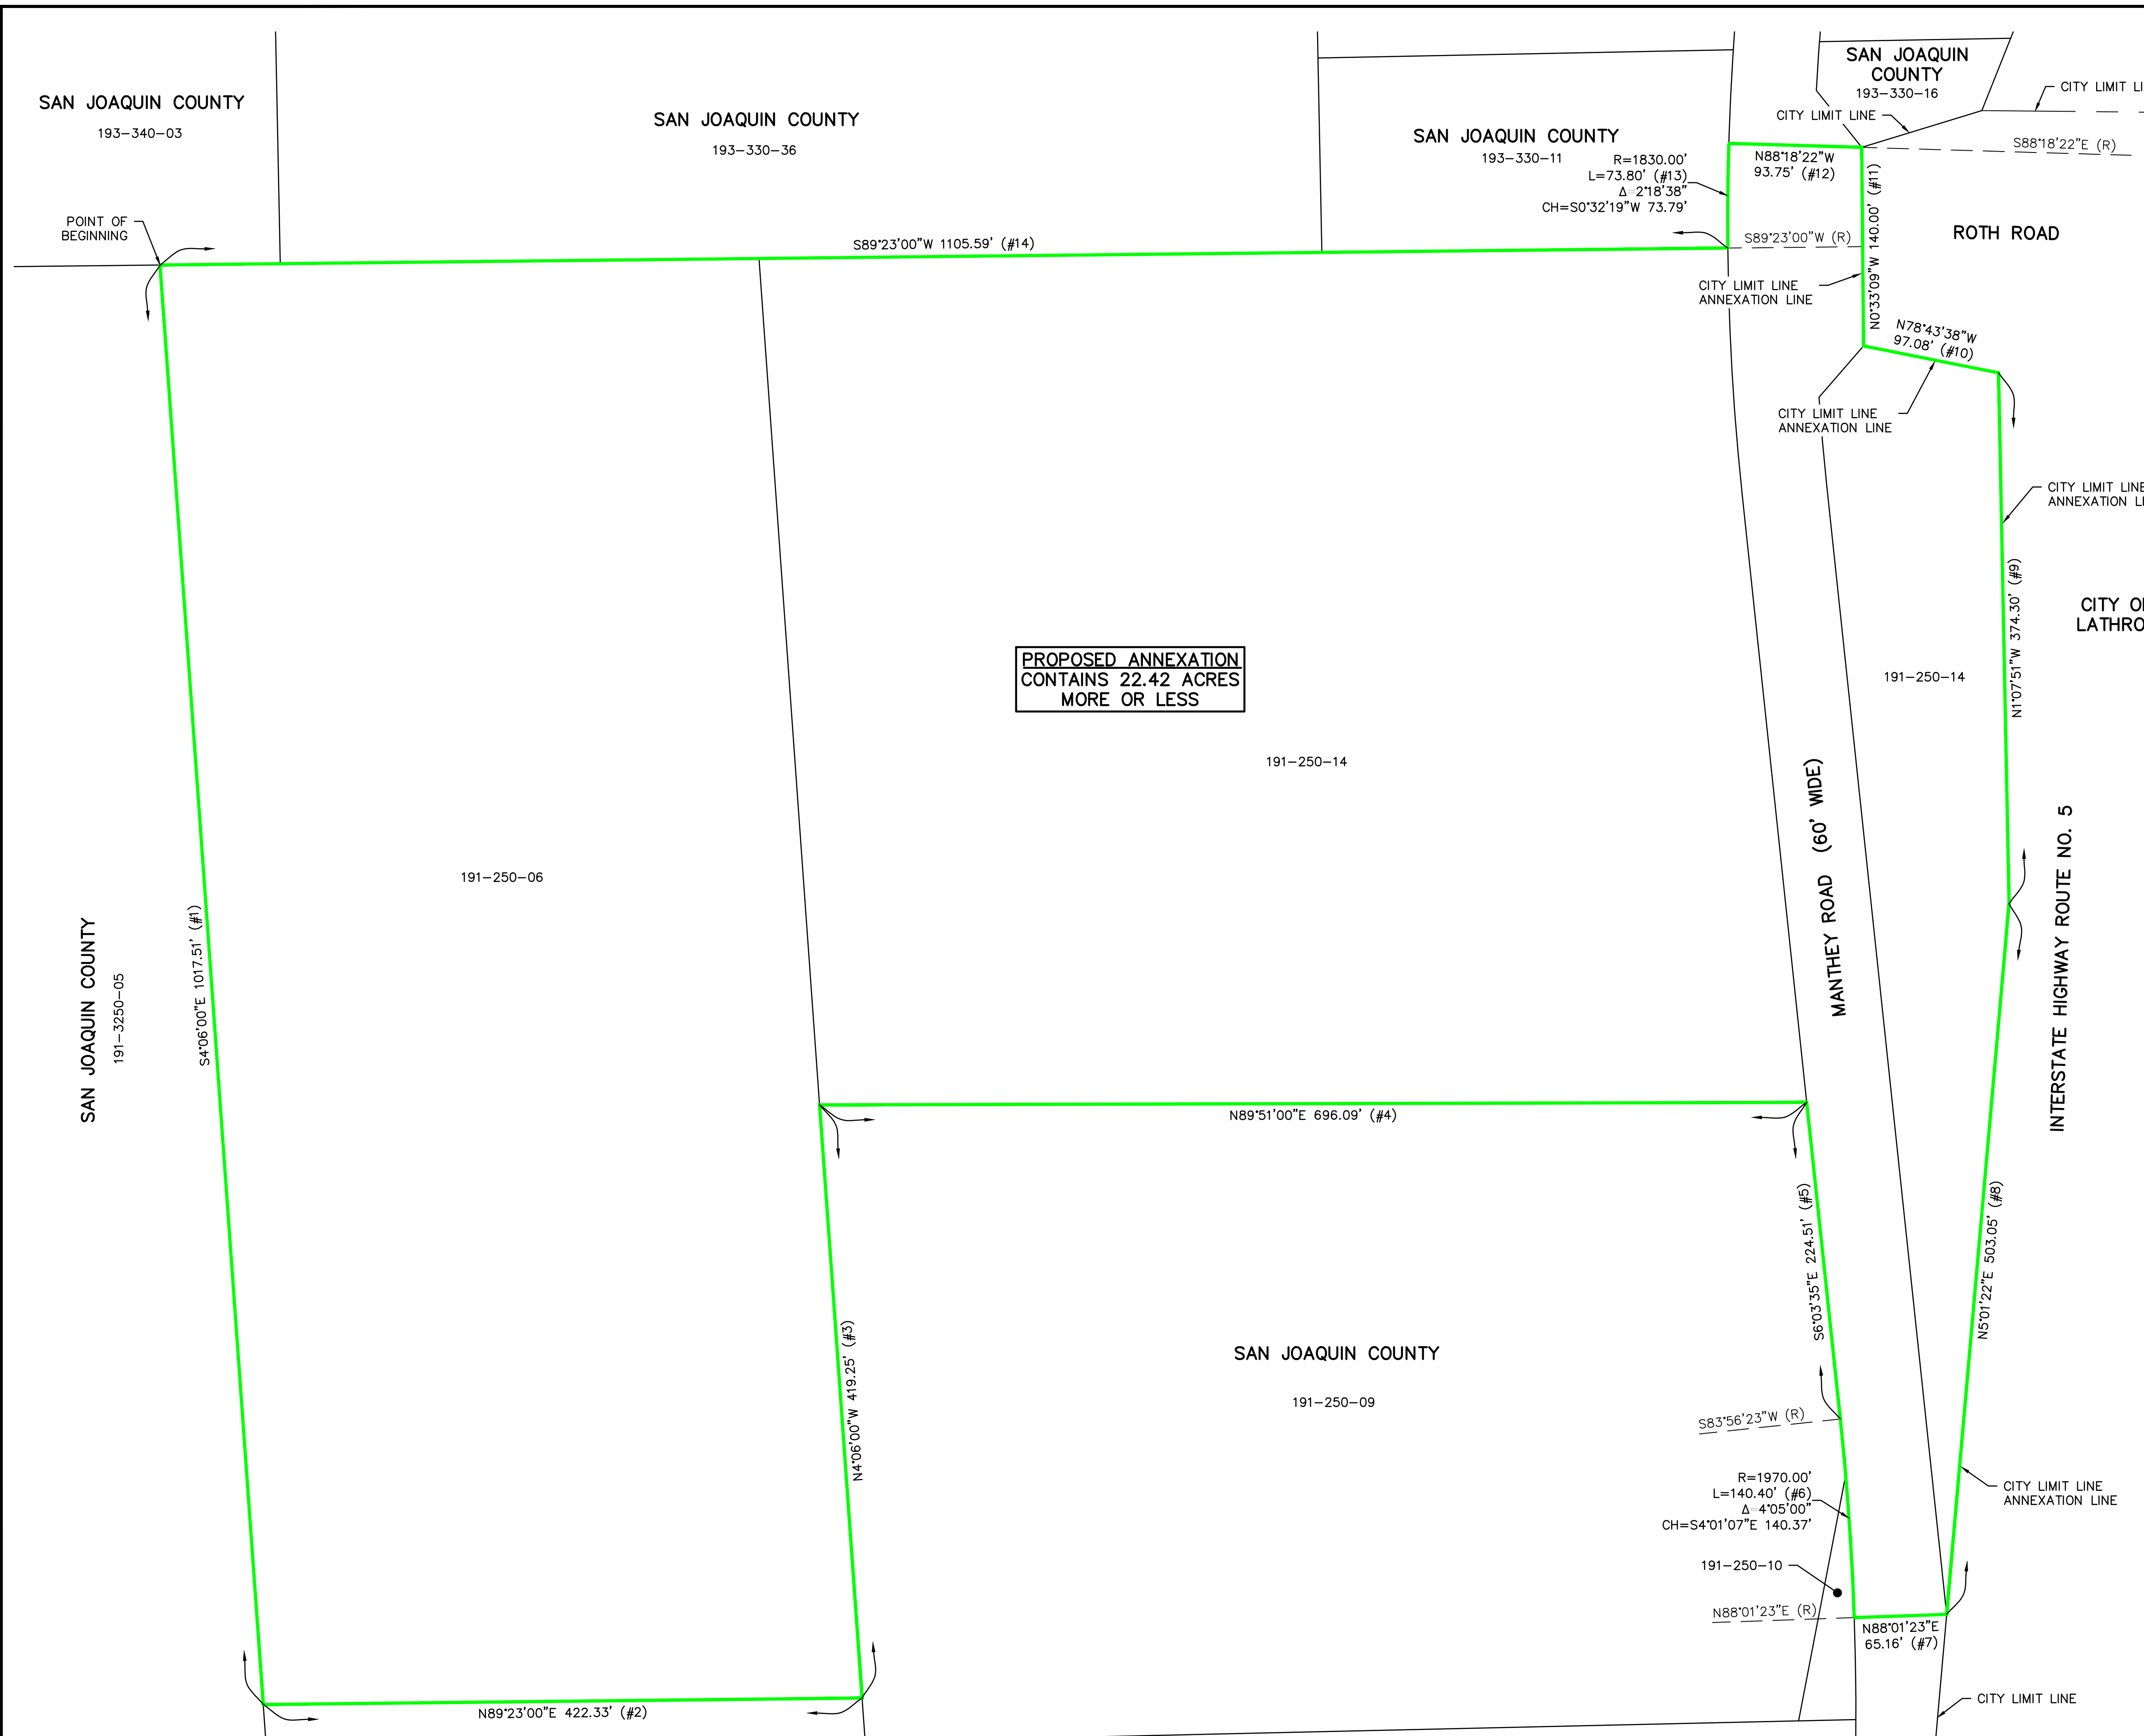 SAN JOAQUIN COUNTY
193-340-03
SAN JOAQUIN COUNTY
193-330-36
SAN JOAQUIN COUNTY
193-330-11
SAN JOAQUIN
COUNTY
193-330-16
CITY LIMIT LINE
CITY LIMIT LI
S88°18'22"E (R)
R=1830.00'
L=73.80' (#13)
Δ=2°18'38"
CH=S0°32'19"W 73.79'
N88°18'22"W
93.75' (#12)
N0°33'09"W 140.00' (#11)
ROTH ROAD
POINT OF
BEGINNING
S89°23'00"W 1105.59' (#14)
S89°23'00"W (R)
CITY LIMIT LINE
ANNEXATION LINE
N78°43'38"W
97.08' (#10)
CITY LIMIT LINE
ANNEXATION LINE
CITY LIMIT LINE
ANNEXATION LI
N1°07'51"W 374.30' (#9)
CITY O
LATHRO
PROPOSED ANNEXATION
CONTAINS 22.42 ACRES
MORE OR LESS
191-250-14
191-250-14
191-250-06
MANTHEY ROAD (60' WIDE)
INTERSTATE HIGHWAY ROUTE NO. 5
SAN JOAQUIN COUNTY
191-3250-05
S4°06'00"E 1017.51' (#1)
N89°51'00"E 696.09' (#4)
S6°03'35"E 224.51' (#5)
N5°01'22"E 503.05' (#8)
N4°06'00"W 419.25' (#3)
SAN JOAQUIN COUNTY
191-250-09
S83°56'23"W (R)
R=1970.00'
L=140.40' (#6)
Δ=4°05'00"
CH=S4°01'07"E 140.37'
CITY LIMIT LINE
ANNEXATION LINE
191-250-10
N88°01'23"E (R)
N88°01'23"E
65.16' (#7)
N89°23'00"E 422.33' (#2)
CITY LIMIT LINE